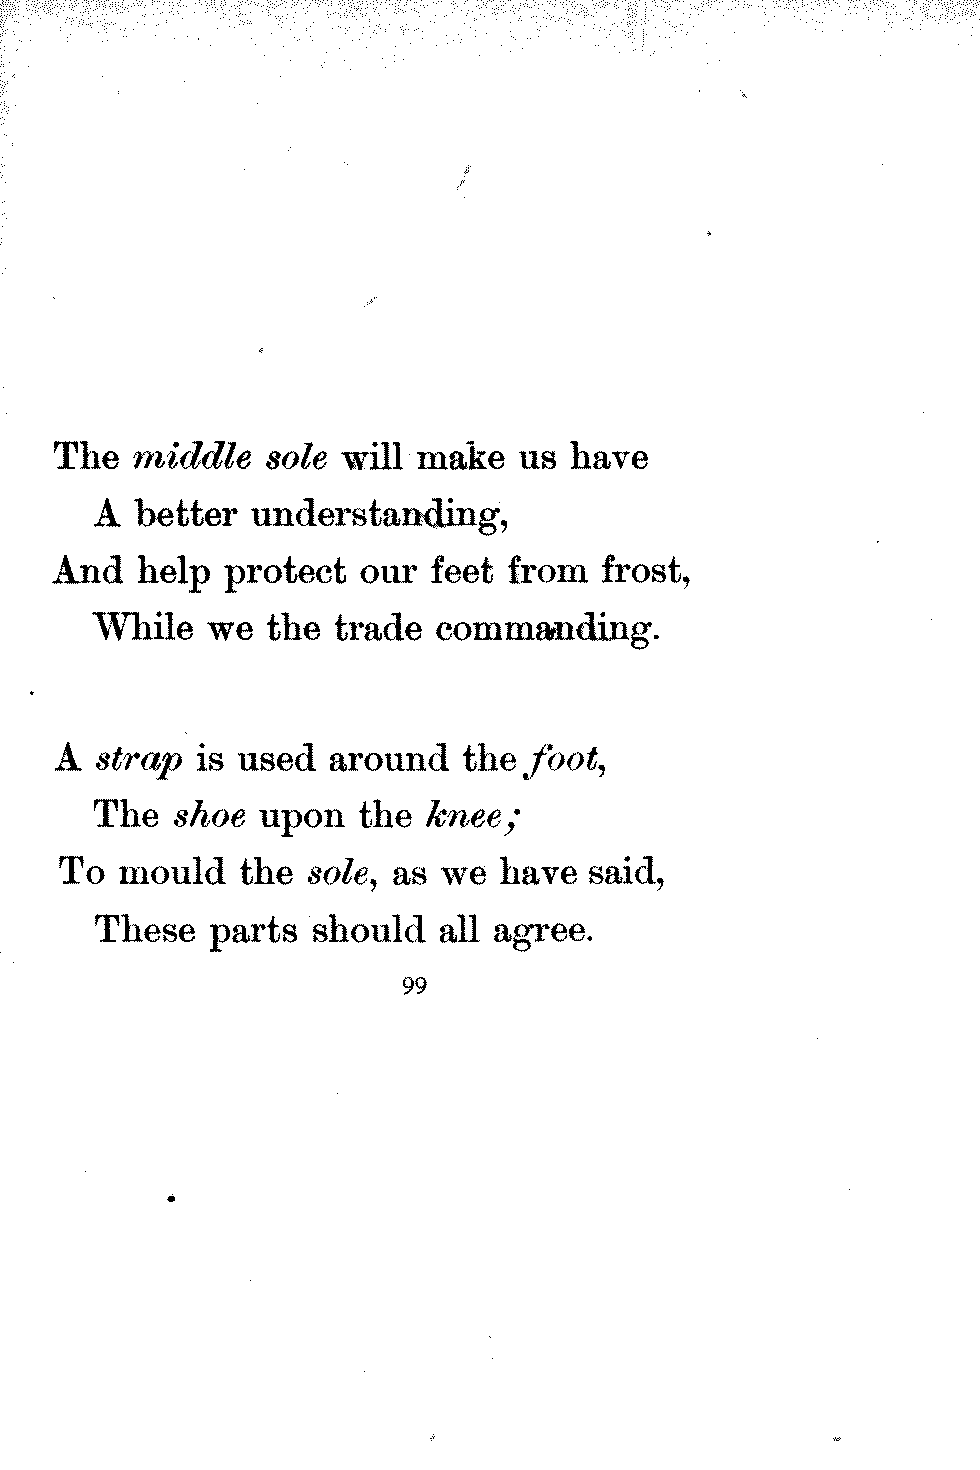 The middle sole will make us have
A better understanding,
And help protect our feet from frost,
While we the trade commanding.

A strap is used around the foot,
The shoe upon the knee;
To mould the sole, as we have said,
These parts should all agree.
99